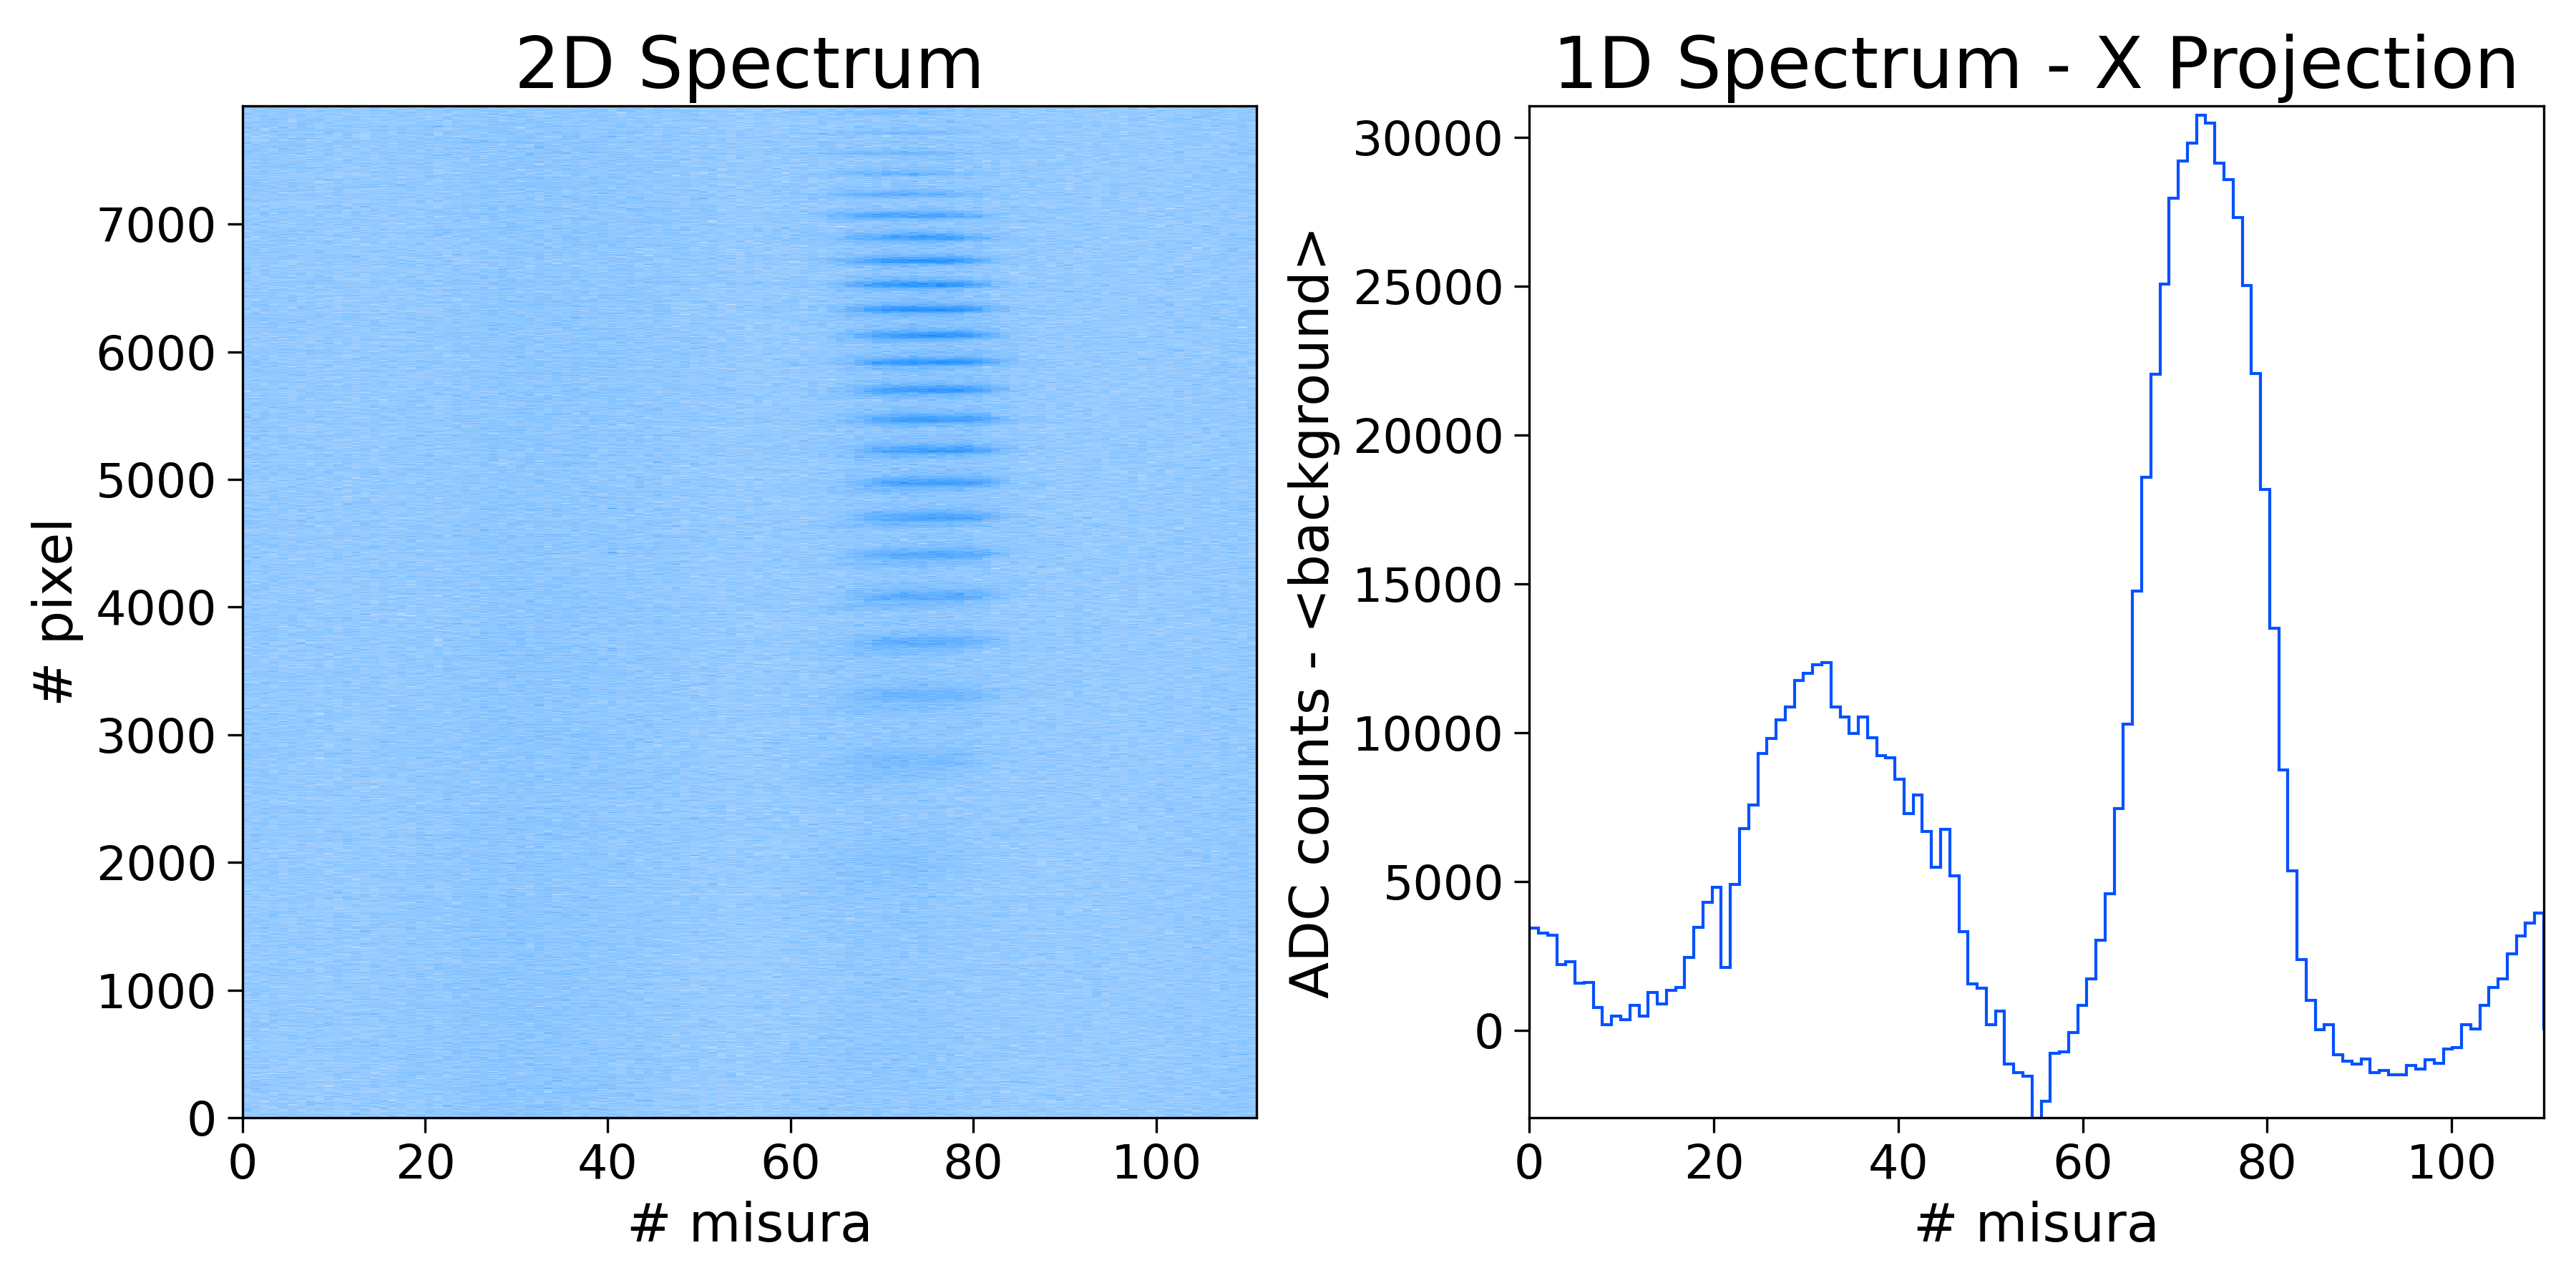 2D Spectrum
# pixel
7000
6000
5000
4000
3000
2000
1000
0
0 20 40 60 80 100
# misura
1D Spectrum - X Projection
ADC counts - <background>
30000
25000
20000
15000
10000
5000
0
0 20 40 60 80 100
# misura